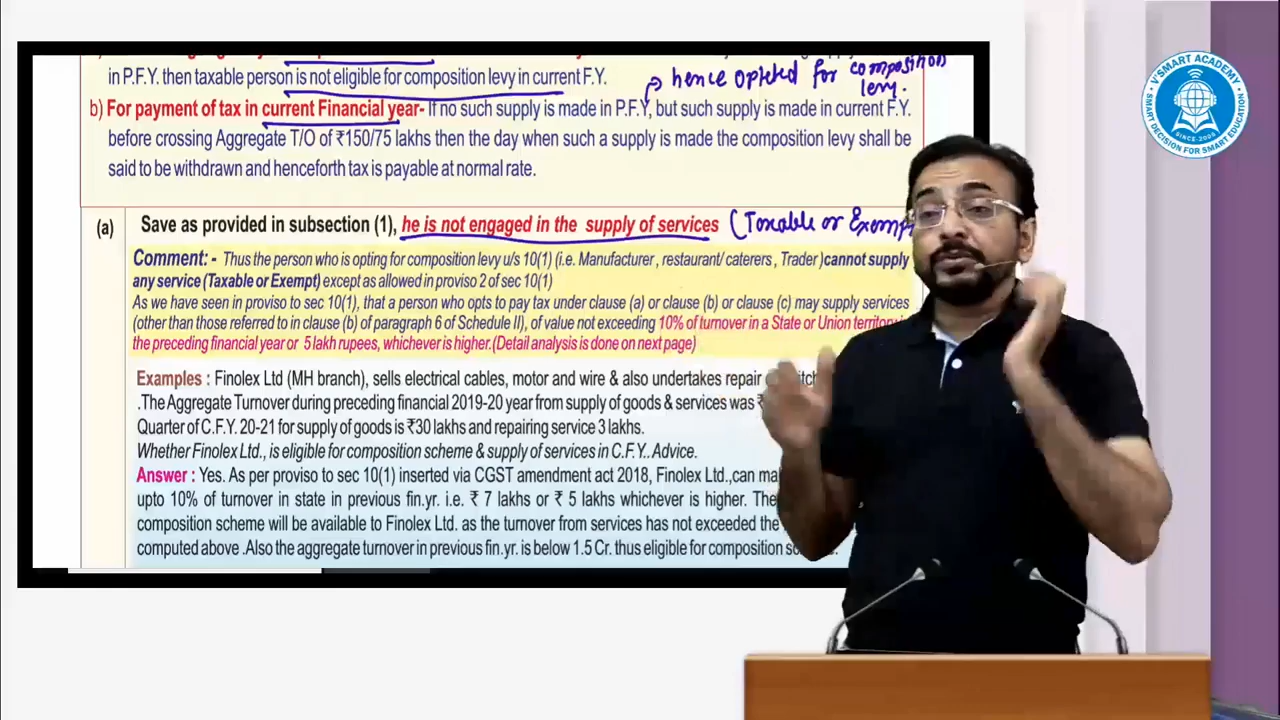 in P.F.Y. then taxable person is not eligible for composition levy in current F.Y.
hence opted for composition levy.
b) For payment of tax in current Financial year- If no such supply is made in P.F.Y, but such supply is made in current F.Y.
before crossing Aggregate T/O of ₹150/75 lakhs then the day when such a supply is made the composition levy shall be
said to be withdrawn and henceforth tax is payable at normal rate.
(a) Save as provided in subsection (1), he is not engaged in the supply of services (Taxable or
Comment: - Thus the person who is opting for composition levy u/s 10(1) (i.e. Manufacturer , restaurant/ caterers , Trader )cannot supply
any service (Taxable or Exempt) except as allowed in proviso 2 of sec 10(1)
As we have seen in proviso to sec 10(1), that a person who opts to pay tax under clause (a) or clause (b) or clause (c) may supply services
(other than those referred to in clause (b) of paragraph 6 of Schedule II), of value not exceeding 10% of turnover in a State or Union territory in
the preceding financial year or 5 lakh rupees, whichever is higher.(Detail analysis is done on next page)
Examples : Finolex Ltd (MH branch), sells electrical cables, motor and wire & also undertakes repair
.The Aggregate Turnover during preceding financial 2019-20 year from supply of goods & services was ₹
Quarter of C.F.Y. 20-21 for supply of goods is ₹30 lakhs and repairing service 3 lakhs.
Whether Finolex Ltd., is eligible for composition scheme & supply of services in C.F.Y.. Advice.
Answer : Yes. As per proviso to sec 10(1) inserted via CGST amendment act 2018, Finolex Ltd.,can
upto 10% of turnover in state in previous fin.yr. i.e. ₹ 7 lakhs or ₹ 5 lakhs whichever is higher.
composition scheme will be available to Finolex Ltd. as the turnover from services has not exceeded the
computed above .Also the aggregate turnover in previous fin.yr. is below 1.5 Cr. thus eligible for composition
V'SMART ACADEMY
SINCE-2005
SMART DECISION FOR SMART EDUCATION